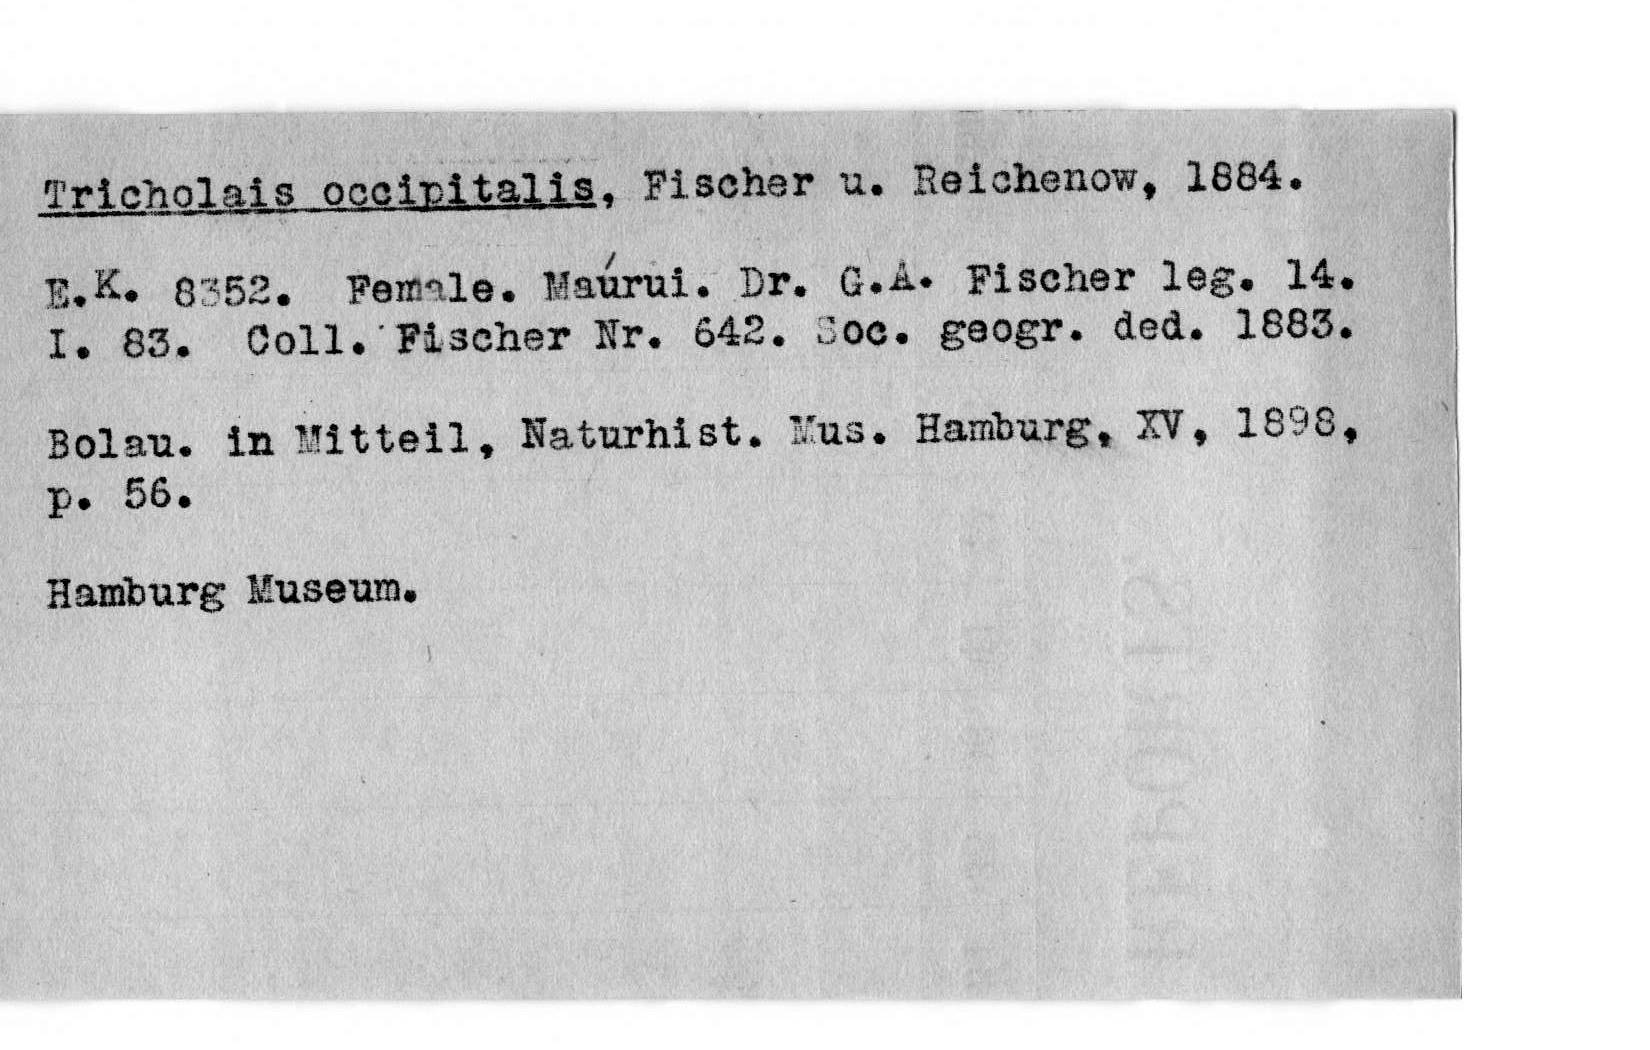 Tricholais occipitalis, Fischer u. Reichenow, 1884.
E.K. 8352. Female. Maúrui. Dr. G.A. Fischer leg. 14.
I. 83. Coll. Fischer Nr. 642. Soc. geogr. ded. 1883.
Bolau. in Mitteil, Naturhist. Mus. Hamburg, XV, 1898,
p. 56.
Hamburg Museum.